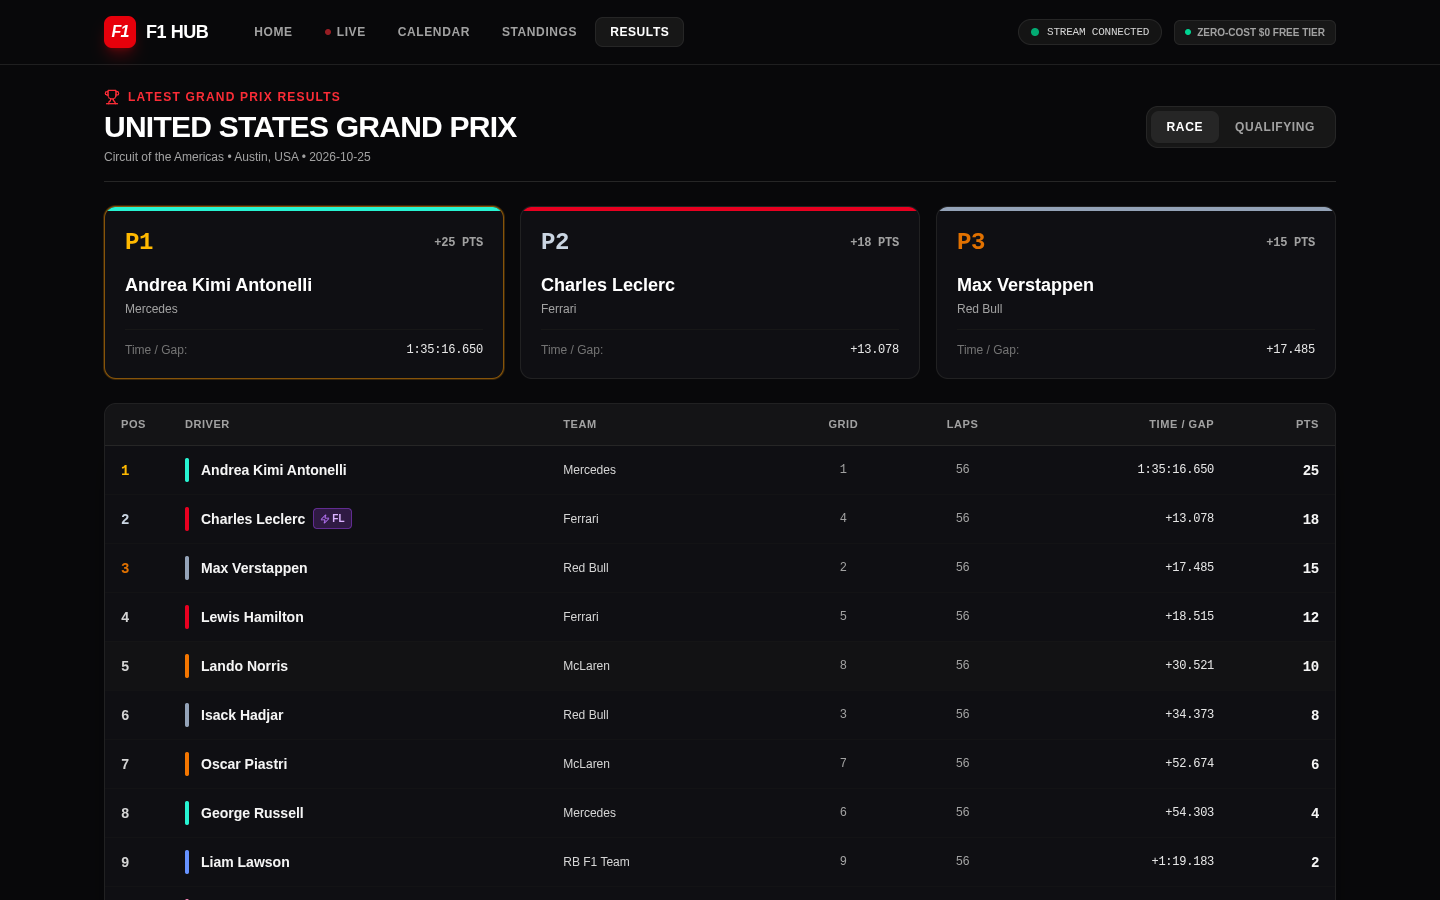 F1 F1 HUB HOME LIVE CALENDAR STANDINGS RESULTS STREAM CONNECTED ZERO-COST $0 FREE TIER
LATEST GRAND PRIX RESULTS
UNITED STATES GRAND PRIX
Circuit of the Americas • Austin, USA • 2026-10-25
RACE QUALIFYING
P1 +25 PTS
Andrea Kimi Antonelli
Mercedes
Time / Gap: 1:35:16.650
P2 +18 PTS
Charles Leclerc
Ferrari
Time / Gap: +13.078
P3 +15 PTS
Max Verstappen
Red Bull
Time / Gap: +17.485
POS DRIVER TEAM GRID LAPS TIME / GAP PTS
1 Andrea Kimi Antonelli Mercedes 1 56 1:35:16.650 25
2 Charles Leclerc FL Ferrari 4 56 +13.078 18
3 Max Verstappen Red Bull 2 56 +17.485 15
4 Lewis Hamilton Ferrari 5 56 +18.515 12
5 Lando Norris McLaren 8 56 +30.521 10
6 Isack Hadjar Red Bull 3 56 +34.373 8
7 Oscar Piastri McLaren 7 56 +52.674 6
8 George Russell Mercedes 6 56 +54.303 4
9 Liam Lawson RB F1 Team 9 56 +1:19.183 2